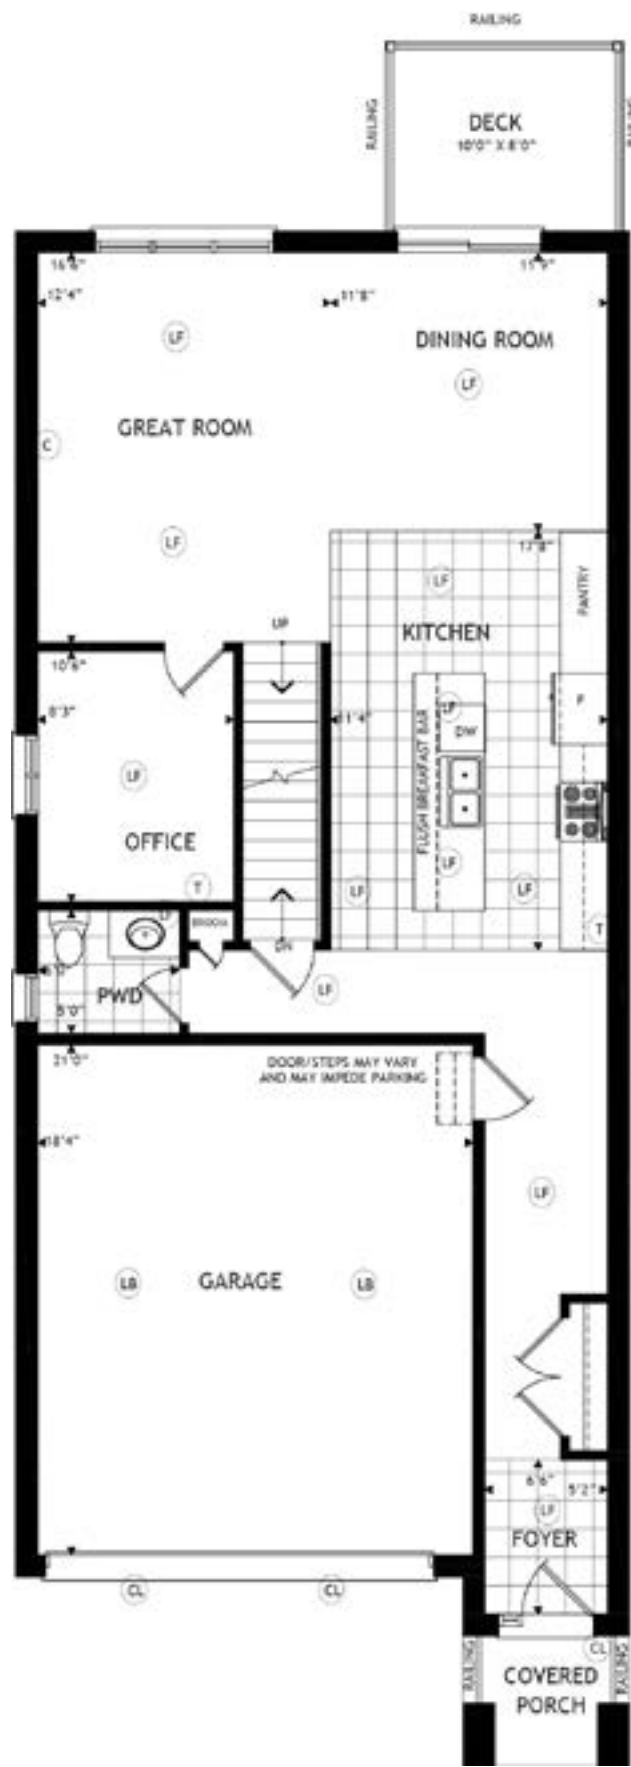 RAILING
RAILING
DECK
10'0" X 8'0"
16'6"
12'4"
11'8"
11'9"
LF
DINING ROOM
LF
GREAT ROOM
C
LF
17'8"
LF
PANTRY
UP
KITCHEN
10'6"
8'3"
11'4"
LF
F
DW
FLUSH BREAKFAST BAR
LF
OFFICE
LF
LF
LF
T
T
BROOM
DN
PWD
5'0"
LF
21'0"
DOOR/STEPS MAY VARY
AND MAY IMPEDE PARKING
18'4"
LF
GARAGE
LB
LB
6'6"
5'2"
LF
FOYER
CL
CL
CL
RAILING
COVERED
PORCH
RAILING